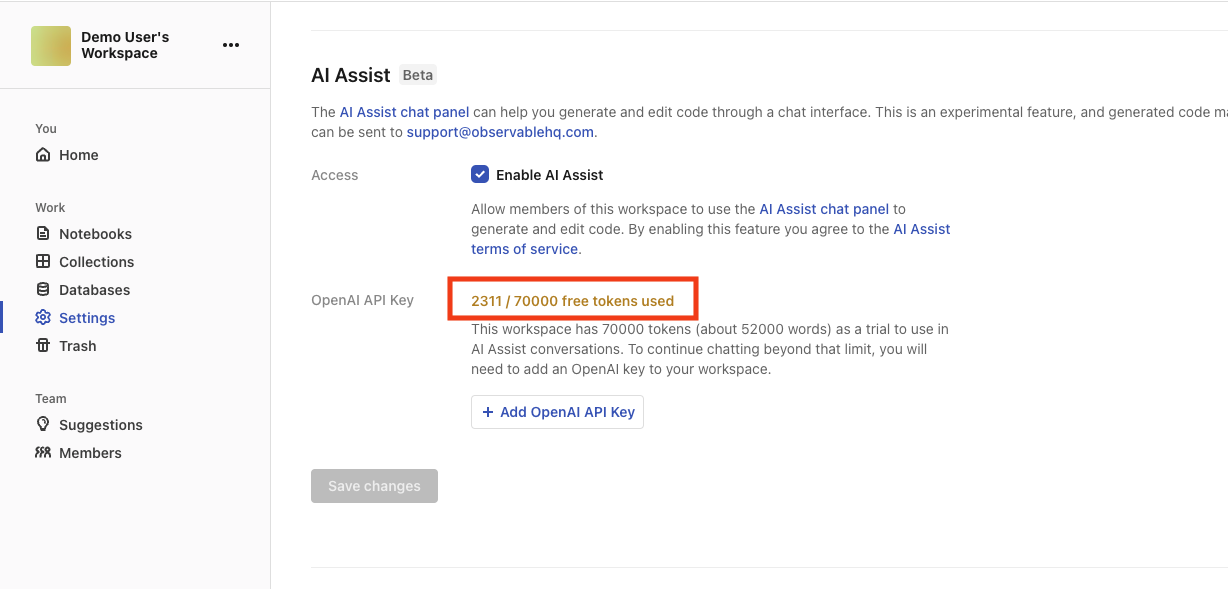 Demo User's
Workspace
You
Home
Work
Notebooks
Collections
Databases
Settings
Trash
Team
Suggestions
Members
AI Assist Beta
The AI Assist chat panel can help you generate and edit code through a chat interface. This is an experimental feature, and generated code
can be sent to support@observablehq.com.
Access
Enable AI Assist
Allow members of this workspace to use the AI Assist chat panel to
generate and edit code. By enabling this feature you agree to the AI Assist
terms of service.
OpenAI API Key
2311 / 70000 free tokens used
This workspace has 70000 tokens (about 52000 words) as a trial to use in
AI Assist conversations. To continue chatting beyond that limit, you will
need to add an OpenAI key to your workspace.
+ Add OpenAI API Key
Save changes